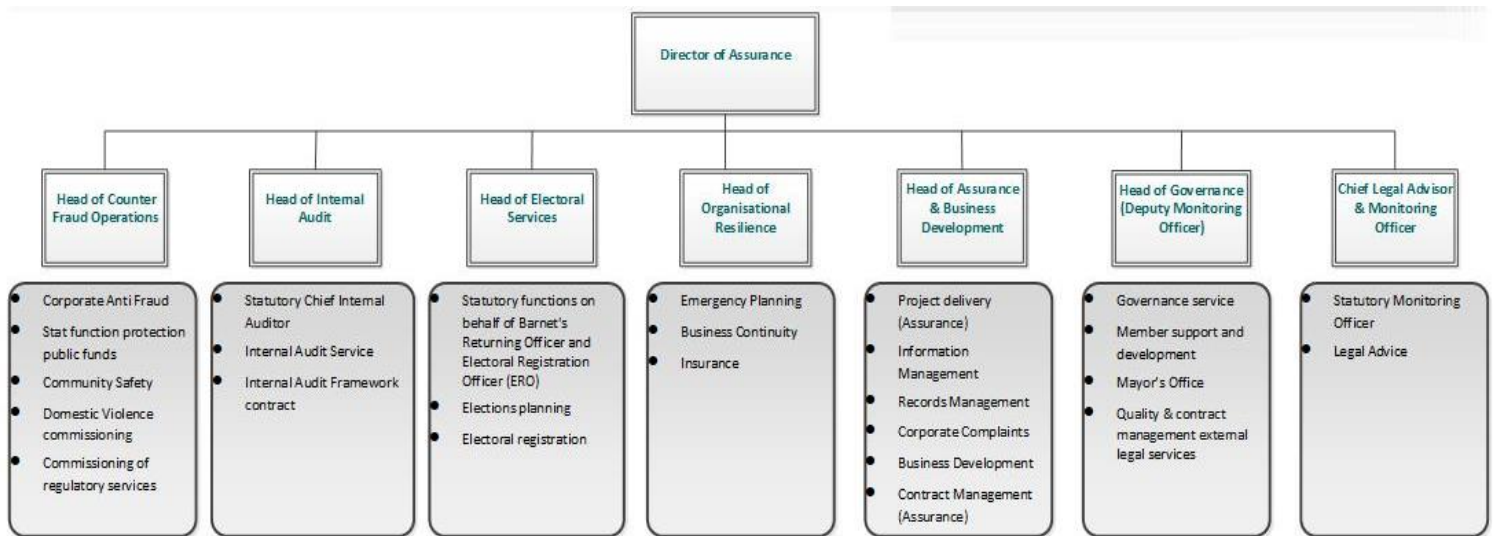 Director of Assurance
Head of Counter
Fraud Operations
Head of Internal
Audit
Head of Electoral
Services
Head of
Organisational
Resilience
Head of Assurance
& Business
Development
Head of Governance
(Deputy Monitoring
Officer)
Chief Legal Advisor
& Monitoring
Officer
Corporate Anti Fraud
Stat function protection
public funds
Community Safety
Domestic Violence
commissioning
Commissioning of
regulatory services
Statutory Chief Internal
Auditor
Internal Audit Service
Internal Audit Framework
contract
Statutory functions on
behalf of Barnet's
Returning Officer and
Electoral Registration
Officer (ERO)
Elections planning
Electoral registration
Emergency Planning
Business Continuity
Insurance
Project delivery
(Assurance)
Information
Management
Records Management
Corporate Complaints
Business Development
Contract Management
(Assurance)
Governance service
Member support and
development
Mayor's Office
Quality & contract
management external
legal services
Statutory Monitoring
Officer
Legal Advice